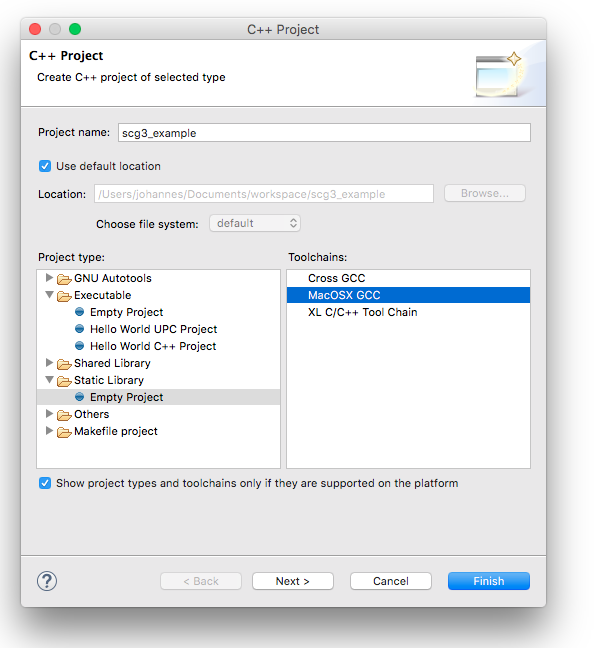 C++ Project
C++ Project
Create C++ project of selected type
Project name: scg3_example
Use default location
Location: /Users/johannes/Documents/workspace/scg3_example Browse...
Choose file system: default
Project type: Toolchains:
GNU Autotools Cross GCC
Executable MacOSX GCC
Empty Project XL C/C++ Tool Chain
Hello World UPC Project
Hello World C++ Project
Shared Library
Static Library
Empty Project
Others
Makefile project
Show project types and toolchains only if they are supported on the platform
? < Back Next > Cancel Finish